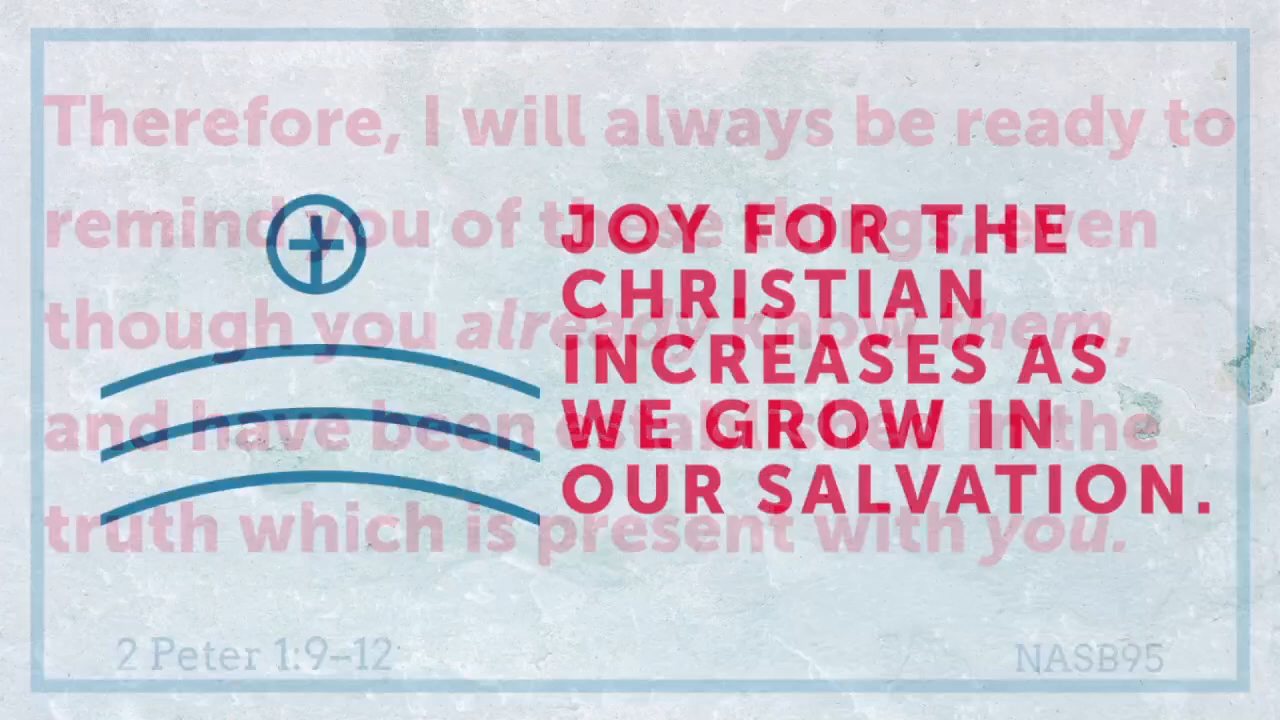 Therefore, I will always be ready to
remind you of these things, even
though you already know them,
and have been established in the
truth which is present with you.
JOY FOR THE
CHRISTIAN
INCREASES AS
WE GROW IN
OUR SALVATION.
2 Peter 1:9–12
NASB95